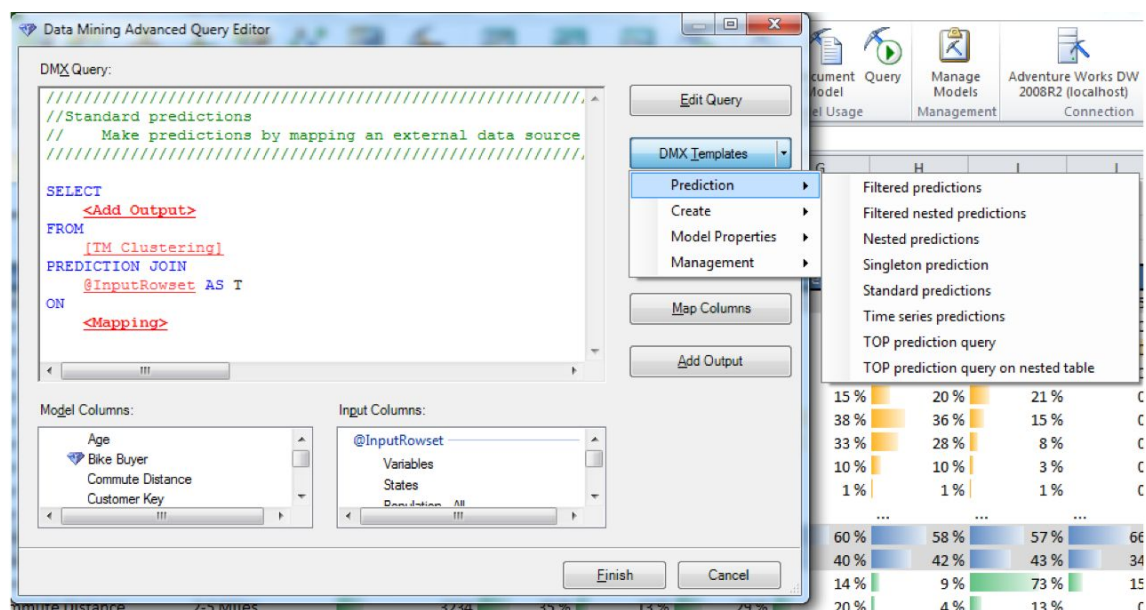 Data Mining Advanced Query Editor
DMX Query:
//////////////////////////////////////////////////////////
//Standard predictions
// Make predictions by mapping an external data source
//////////////////////////////////////////////////////////
SELECT
<Add Output>
FROM
[TM Clustering]
PREDICTION JOIN
@InputRowset AS T
ON
<Mapping>
Edit Query
DMX Templates
Prediction
Create
Model Properties
Management
Filtered predictions
Filtered nested predictions
Nested predictions
Singleton prediction
Standard predictions
Time series predictions
TOP prediction query
TOP prediction query on nested table
Map Columns
Add Output
Model Columns:
Age
Bike Buyer
Commute Distance
Customer Key
Input Columns:
@InputRowset
Variables
States
Finish
Cancel
Query
Manage
Models
Management
Adventure Works DW
2008R2 (localhost)
Connection
G H I J
15 % 20 % 21 %
38 % 36 % 15 %
33 % 28 % 8 %
10 % 10 % 3 %
1 % 1 % 1 %
... ... ...
60 % 58 % 57 % 66
40 % 42 % 43 % 34
14 % 9 % 73 % 15
20 % 4 % 13 %